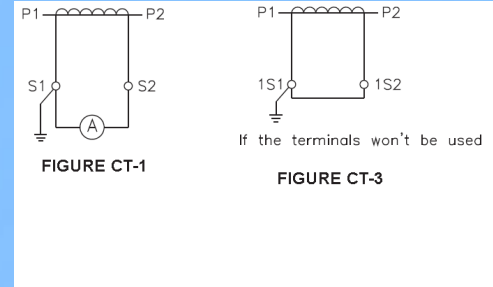 P1 P2
S1 S2
A
FIGURE CT-1
P1 P2
1S1 1S2
If the terminals won't be used
FIGURE CT-3